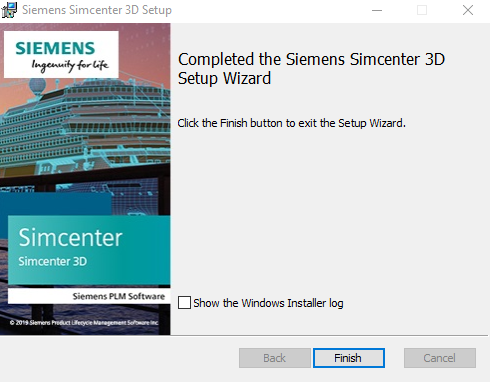 Siemens Simcenter 3D Setup
SIEMENS
Ingenuity for life
Completed the Siemens Simcenter 3D
Setup Wizard
Click the Finish button to exit the Setup Wizard.
Simcenter
Simcenter 3D
Siemens PLM Software
Show the Windows Installer log
© 2019 Siemens Product Lifecycle Management Software Inc
Back
Finish
Cancel